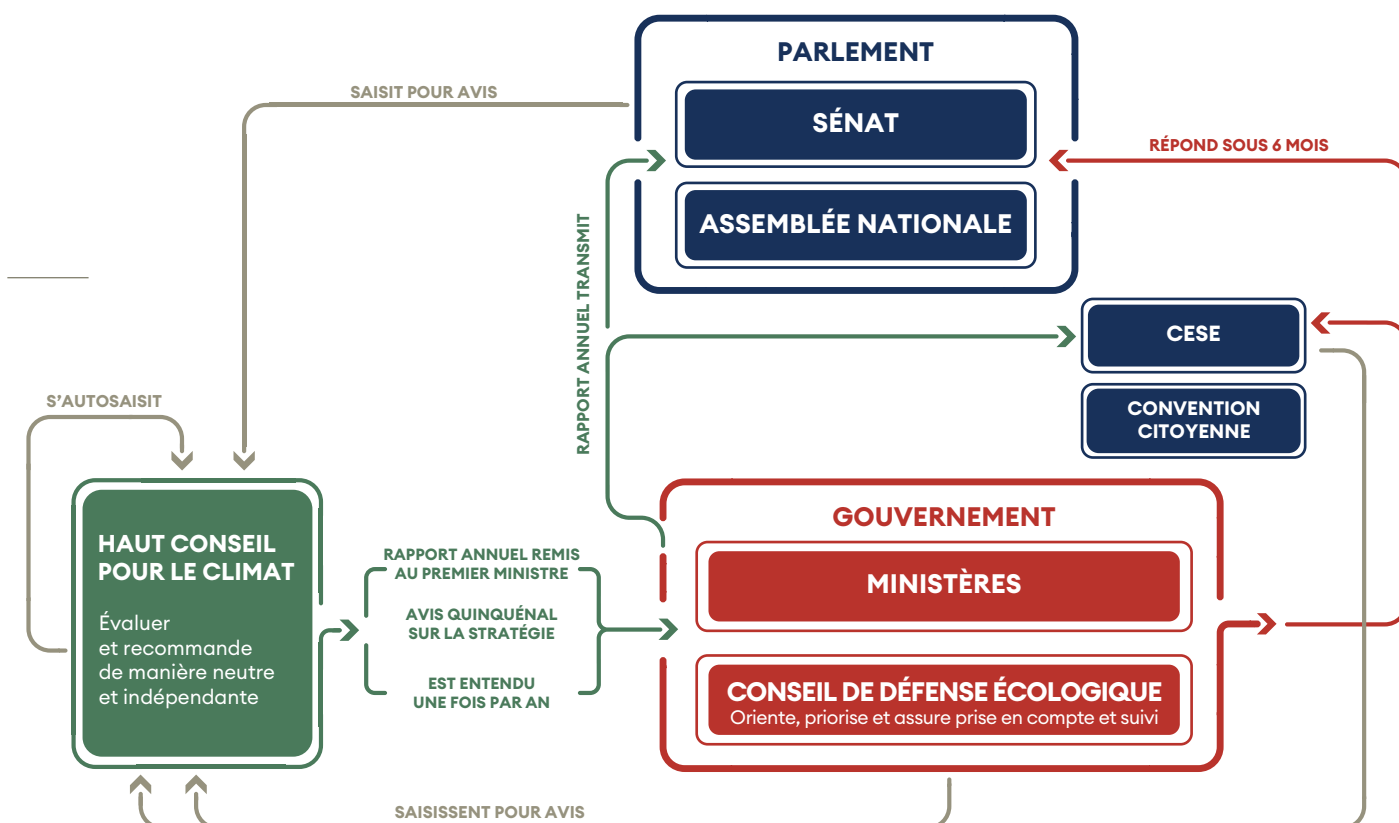 PARLEMENT
SAISIT POUR AVIS
SÉNAT
RÉPOND SOUS 6 MOIS
ASSEMBLÉE NATIONALE
RAPPORT ANNUEL TRANSMIT
CESE
S'AUTOSAISIT
CONVENTION
CITOYENNE
GOUVERNEMENT
HAUT CONSEIL
POUR LE CLIMAT
Évaluer
et recommande
de manière neutre
et indépendante
RAPPORT ANNUEL REMIS
AU PREMIER MINISTRE
AVIS QUINQUÉNAL
SUR LA STRATÉGIE
EST ENTENDU
UNE FOIS PAR AN
MINISTÈRES
CONSEIL DE DÉFENSE ÉCOLOGIQUE
Oriente, priorise et assure prise en compte et suivi
SAISISSENT POUR AVIS